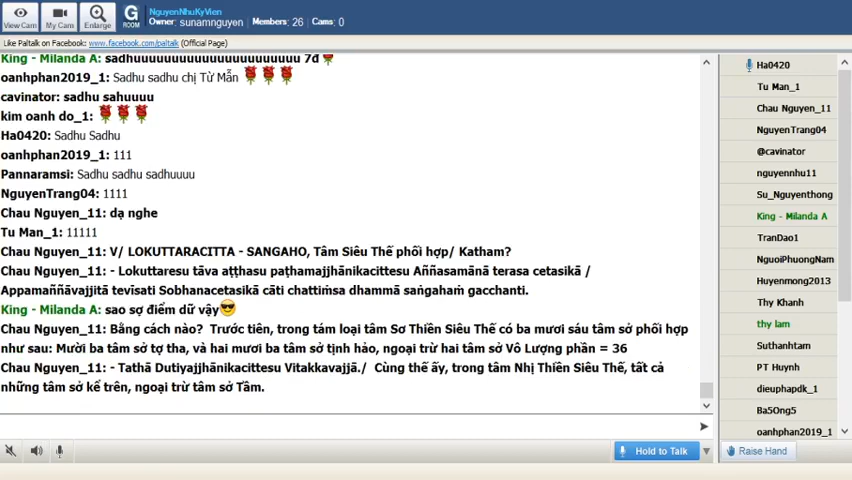 NguyenNhuKyVien
Owner: sunamnguyen Members: 26 Cams: 0
View Cam
My Cam
Enlarge
G
ROOM
Like Paltalk on Facebook: www.facebook.com/paltalk (Official Page)
King - Milanda A: sadhuuuuuuuuuuuuuuuuuuuuuuuu 7đ
oanhphan2019_1: Sadhu sadhu chị Từ Mẫn
cavinator: sadhu sahuuuu
kim oanh do_1:
Ha0420: Sadhu Sadhu
oanhphan2019_1: 111
Pannaramsi: Sadhu sadhu sadhuuuu
NguyenTrang04: 1111
Chau Nguyen_11: dạ nghe
Tu Man_1: 11111
Chau Nguyen_11: V/ LOKUTTARACITTA - SANGAHO, Tâm Siêu Thế phối hợp/ Katham?
Chau Nguyen_11: - Lokuttaresu tāva aṭṭhasu paṭhamajjhānikacittesu Aññasamānā terasa cetasikā /
Appamaññāvajjitā tevīsati Sobhanacetasikā cāti chattiṁsa dhammā saṅgahaṁ gacchanti.
King - Milanda A: sao sợ điểm dữ vậy
Chau Nguyen_11: Bằng cách nào? Trước tiên, trong tám loại tâm Sơ Thiền Siêu Thế có ba mươi sáu tâm sở phối hợp
như sau: Mười ba tâm sở tợ tha, và hai mươi ba tâm sở tịnh hảo, ngoại trừ hai tâm sở Vô Lượng phần = 36
Chau Nguyen_11: - Tathā Dutiyajjhānikacittesu Vitakkavajjā./ Cùng thế ấy, trong tâm Nhị Thiền Siêu Thế, tất cả
những tâm sở kể trên, ngoại trừ tâm sở Tầm.
Ha0420
Tu Man_1
Chau Nguyen_11
NguyenTrang04
@cavinator
nguyennhu11
Su_Nguyenthong
King - Milanda A
TranDao1
NguoiPhuongNam
Huyenmong2013
Thy Khanh
thy lam
Suthanhtam
PT Huynh
dieuphapdk_1
Ba5Ong5
oanhphan2019_1
Hold to Talk
Raise Hand